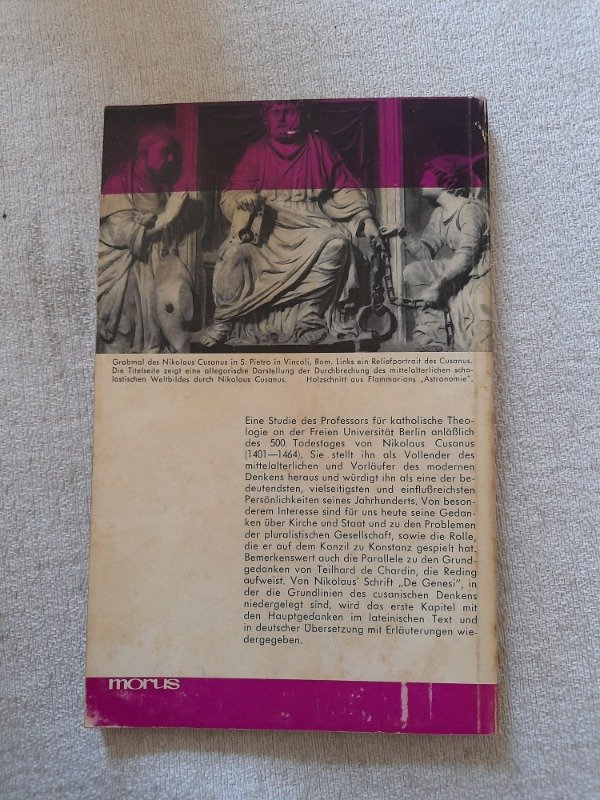 Grabmal des Nikolaus Cusanus in S. Pietro in Vincoli, Rom. Links ein Reliefportrait des Cusanus.
Die Titelseite zeigt eine allegorische Darstellung der Durchbrechung des mittelalterlichen scho-
lastischen Weltbildes durch Nikolaus Cusanus. Holzschnitt aus Flammarions „Astronomie".
Eine Studie des Professors für katholische Theo-
logie an der Freien Universität Berlin anläßlich
des 500. Todestages von Nikolaus Cusanus
(1401—1464). Sie stellt ihn als Vollender des
mittelalterlichen und Vorläufer des modernen
Denkens heraus und würdigt ihn als eine der be-
deutendsten, vielseitigsten und einflußreichsten
Persönlichkeiten seines Jahrhunderts. Von beson-
derem Interesse sind für uns heute seine Gedan-
ken über Kirche und Staat und zu den Problemen
der pluralistischen Gesellschaft, sowie die Rolle,
die er auf dem Konzil zu Konstanz gespielt hat.
Bemerkenswert auch die Parallele zu den Grund-
gedanken von Teilhard de Chardin, die Reding
aufweist. Von Nikolaus' Schrift „De Genesi", in
der die Grundlinien des cusanischen Denkens
niedergelegt sind, wird das erste Kapitel mit
den Hauptgedanken im lateinischen Text und
in deutscher Übersetzung mit Erläuterungen wie-
dergegeben.
morus